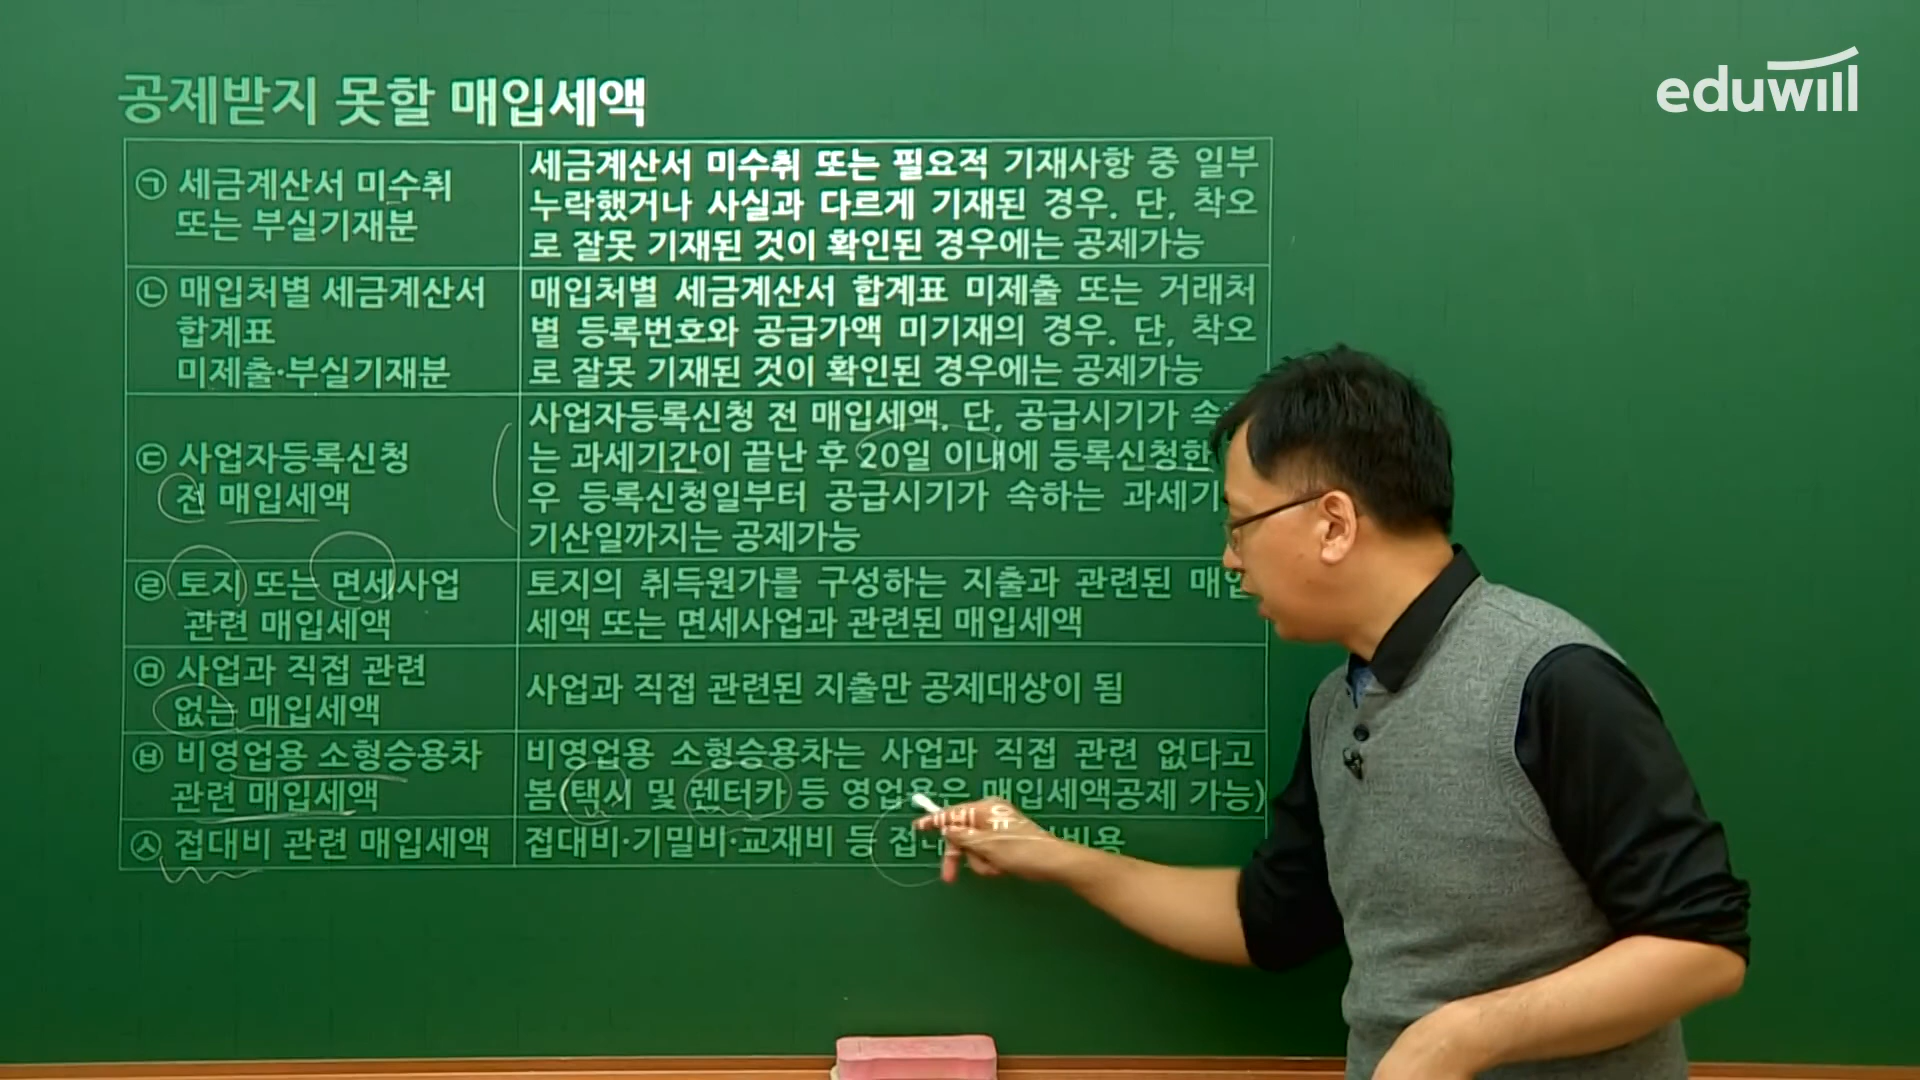 eduwill
공제받지 못할 매입세액
㉠ 세금계산서 미수취
또는 부실기재분
세금계산서 미수취 또는 필요적 기재사항 중 일부
누락했거나 사실과 다르게 기재된 경우. 단, 착오
로 잘못 기재된 것이 확인된 경우에는 공제가능
㉡ 매입처별 세금계산서
합계표
미제출·부실기재분
매입처별 세금계산서 합계표 미제출 또는 거래처
별 등록번호와 공급가액 미기재의 경우. 단, 착오
로 잘못 기재된 것이 확인된 경우에는 공제가능
㉢ 사업자등록신청
전 매입세액
사업자등록신청 전 매입세액. 단, 공급시기가
는 과세기간이 끝난 후 20일 이내에 등록신청한
우 등록신청일부터 공급시기가 속하는 과세기
기산일까지는 공제가능
㉣ 토지 또는 면세사업
관련 매입세액
토지의 취득원가를 구성하는 지출과 관련된 매입
세액 또는 면세사업과 관련된 매입세액
㉤ 사업과 직접 관련
없는 매입세액
사업과 직접 관련된 지출만 공제대상이 됨
㉥ 비영업용 소형승용차
관련 매입세액
비영업용 소형승용차는 사업과 직접 관련 없다고
봄(택시 및 렌터카 등 영업용은 매입세액공제 가능)
㉦ 접대비 관련 매입세액
접대비·기밀비·교재비 등 접 비용